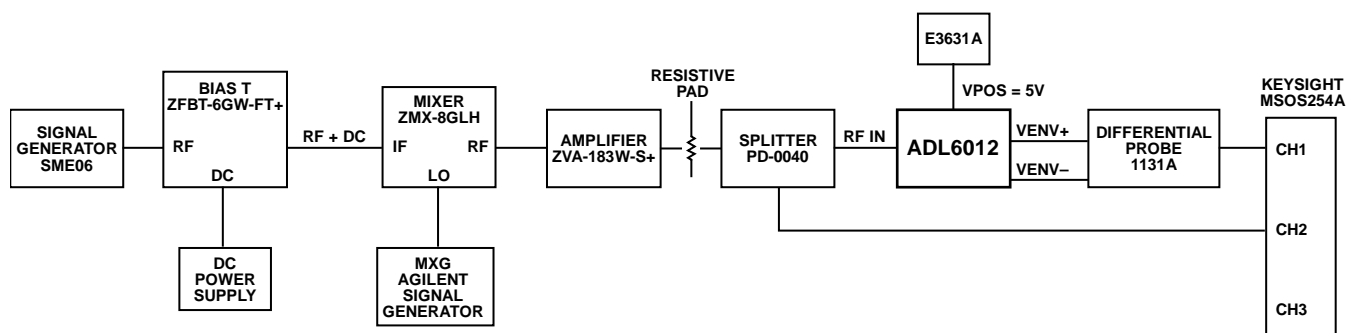 E3631A
VPOS = 5V
SIGNAL
GENERATOR
SME06
BIAS T
ZFBT-6GW-FT+
RF
DC
DC
POWER
SUPPLY
RF + DC
MIXER
ZMX-8GLH
IF
RF
LO
MXG
AGILENT
SIGNAL
GENERATOR
AMPLIFIER
ZVA-183W-S+
RESISTIVE
PAD
SPLITTER
PD-0040
RF IN
ADL6012
VENV+
VENV–
DIFFERENTIAL
PROBE
1131A
KEYSIGHT
MSOS254A
CH1
CH2
CH3